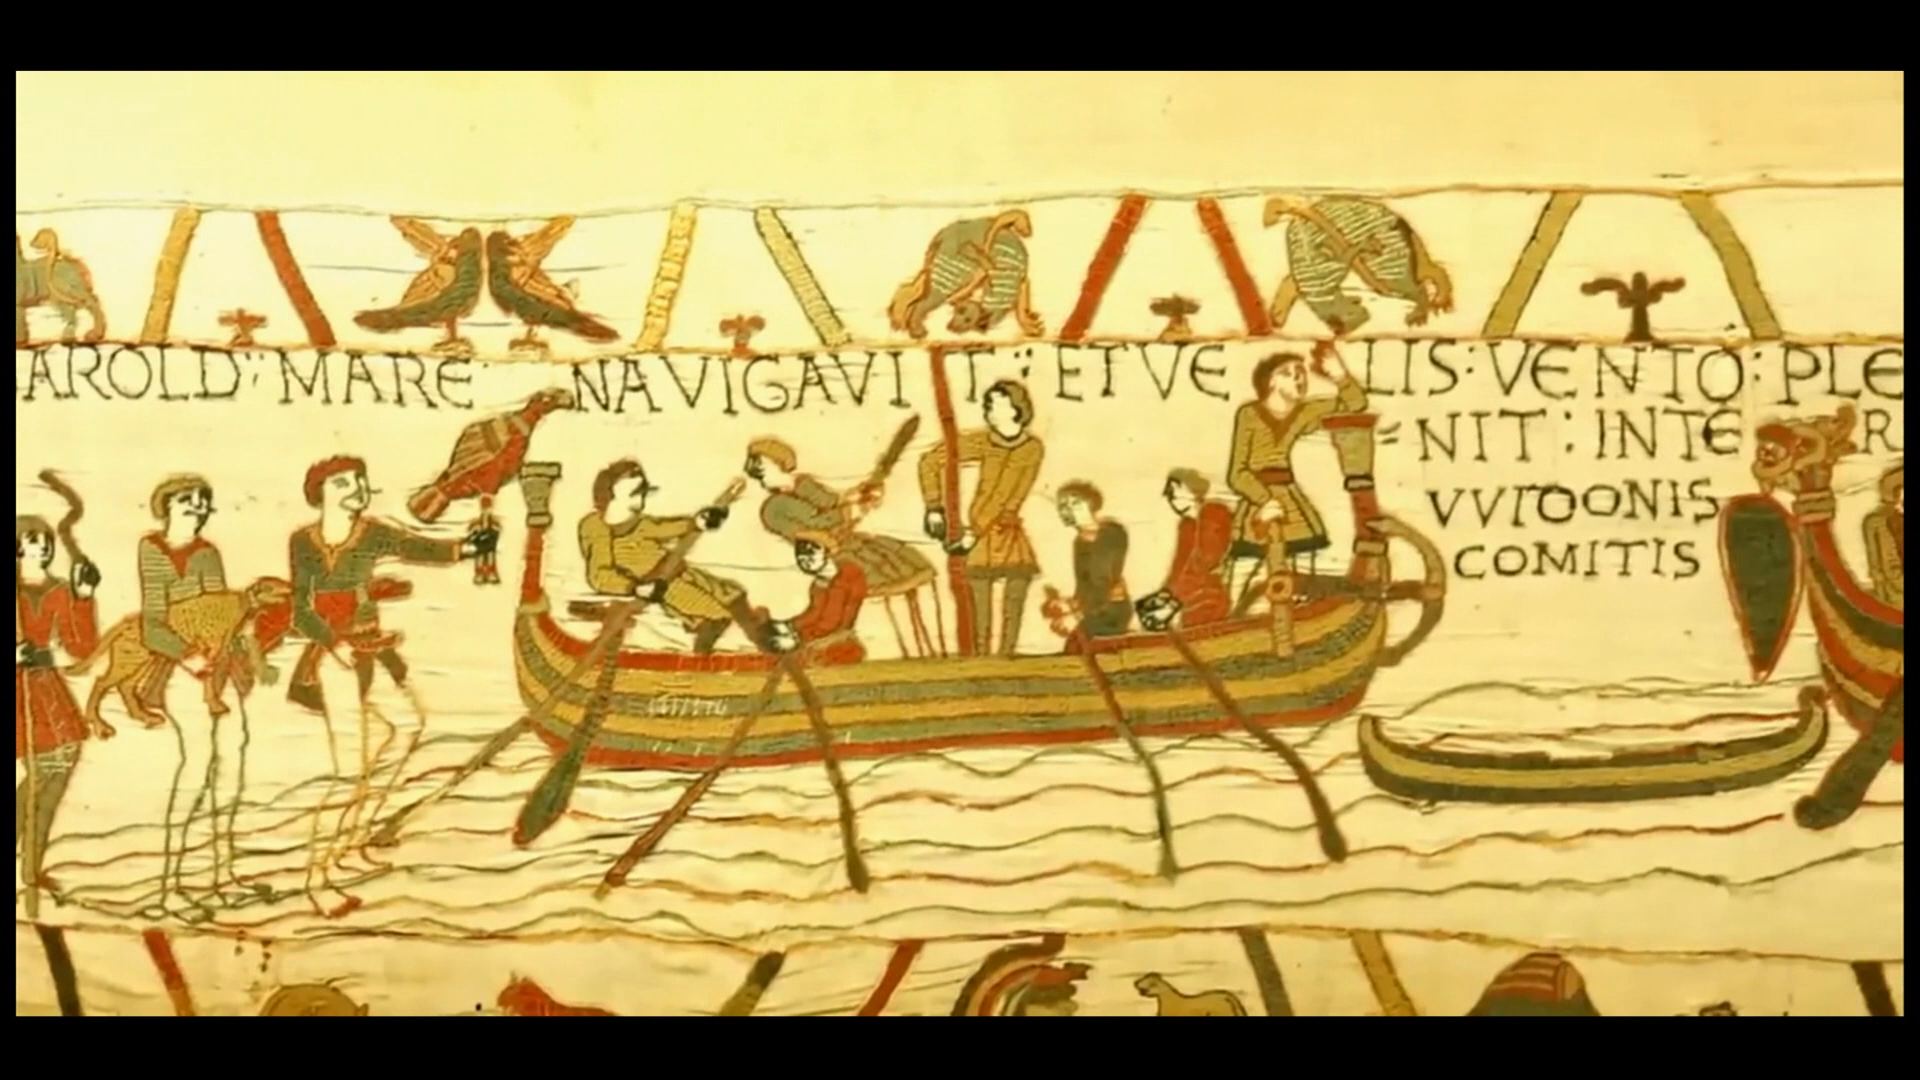 AROLD : MARE NAVIGAVIT : ET VELIS : VENTO : PLE
=NIT : INTER
VVIDONIS
COMITIS